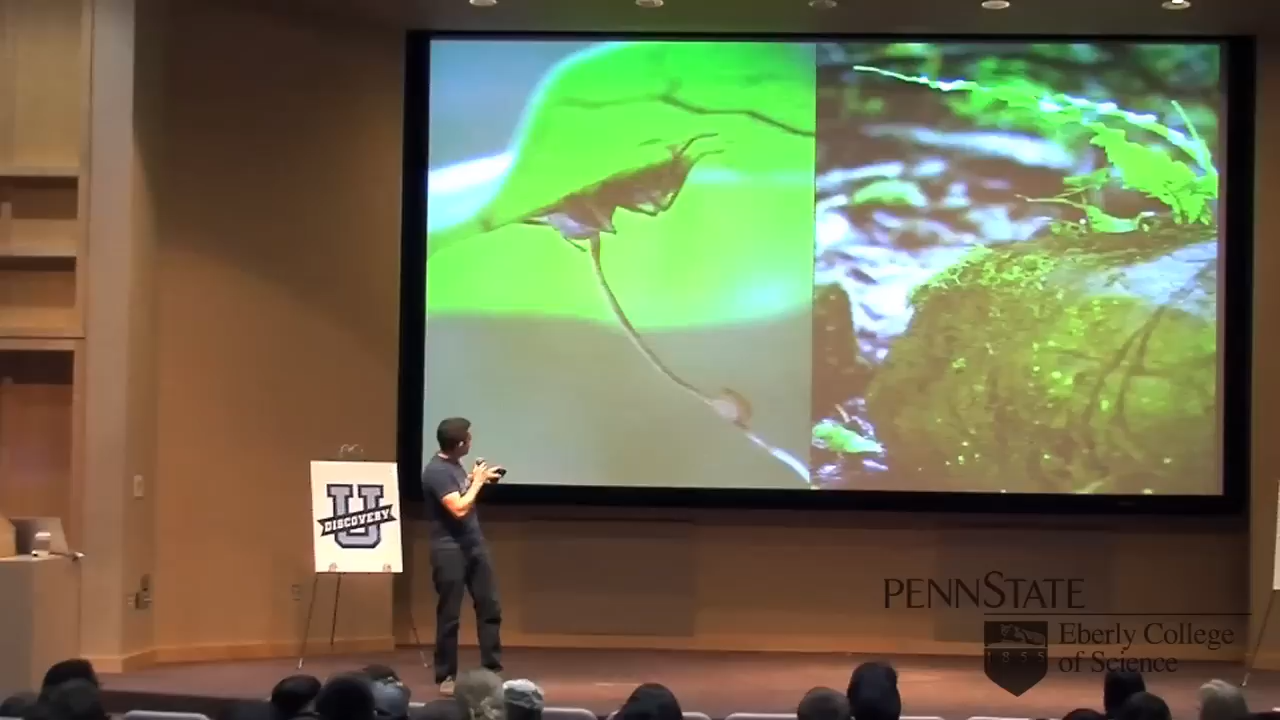 U
DISCOVERY
PENNSTATE
1855
Eberly College
of Science